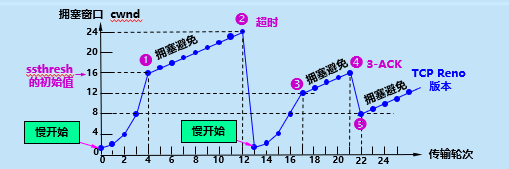 拥塞窗口 cwnd
24
20
16
12
8
4
0
ssthresh
的初始值
慢开始
慢开始
① 拥塞避免
② 超时
③ 拥塞避免
④ 3-ACK
⑤ 拥塞避免
TCP Reno
版本
0 2 4 6 8 10 12 14 16 18 20 22 24
传输轮次